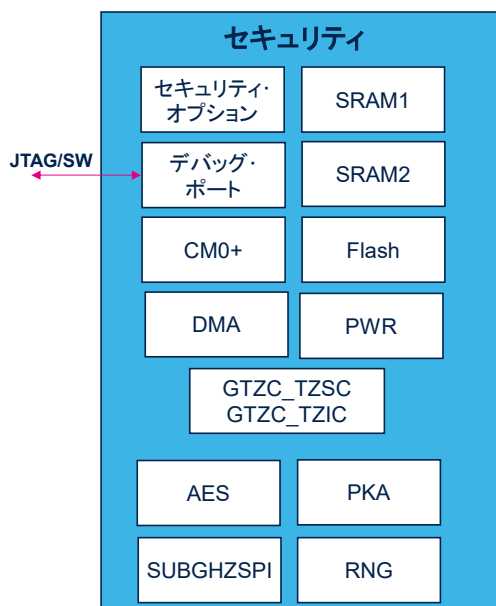 セキュリティ
セキュリティ・
オプション
SRAM1
JTAG/SW
デバッグ・
ポート
SRAM2
CM0+
Flash
DMA
PWR
GTZC_TZSC
GTZC_TZIC
AES
PKA
SUBGHZSPI
RNG